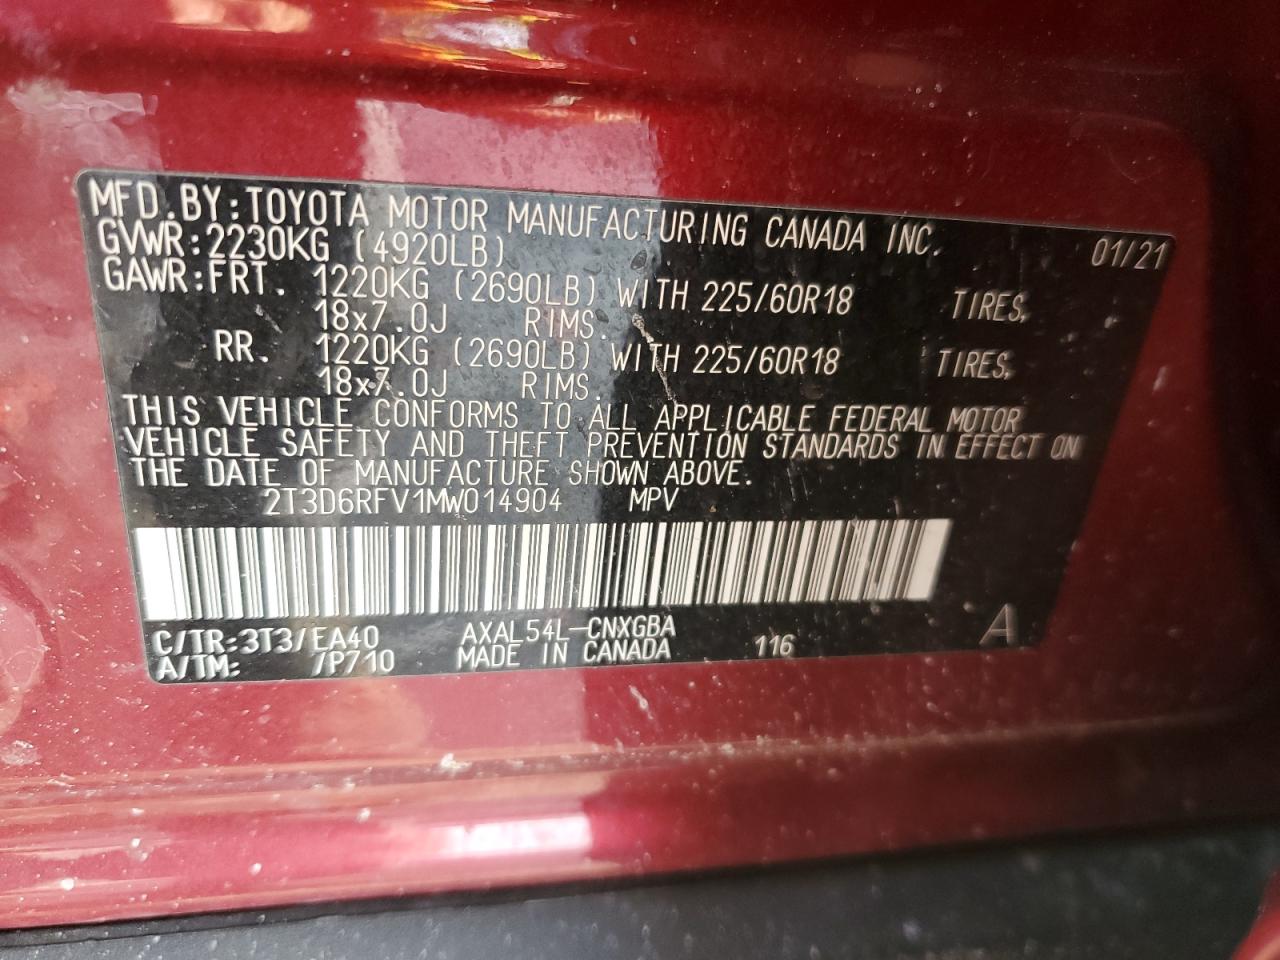 MFD.BY:TOYOTA MOTOR MANUFACTURING CANADA INC. 01/21
GVWR:2230KG (4920LB)
GAWR:FRT. 1220KG (2690LB) WITH 225/60R18 TIRES,
18x7.0J RIMS.
RR. 1220KG (2690LB) WITH 225/60R18 TIRES,
18x7.0J RIMS.
THIS VEHICLE CONFORMS TO ALL APPLICABLE FEDERAL MOTOR
VEHICLE SAFETY AND THEFT PREVENTION STANDARDS IN EFFECT ON
THE DATE OF MANUFACTURE SHOWN ABOVE.
2T3D6RFV1MW014904 MPV
C/TR:3T3/EA40 AXAL54L-CNXGBA
A/TM: /P710 MADE IN CANADA 116 A